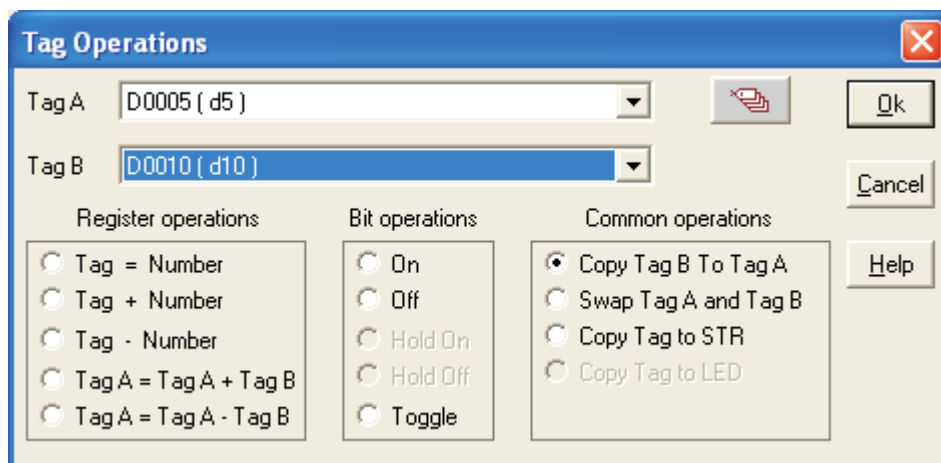 Tag Operations
Tag A D0005 ( d5 ) Ok
Tag B D0010 ( d10 ) Cancel
Register operations Bit operations Common operations Help
Tag = Number On Copy Tag B To Tag A
Tag + Number Off Swap Tag A and Tag B
Tag - Number Hold On Copy Tag to STR
Tag A = Tag A + Tag B Hold Off Copy Tag to LED
Tag A = Tag A - Tag B Toggle